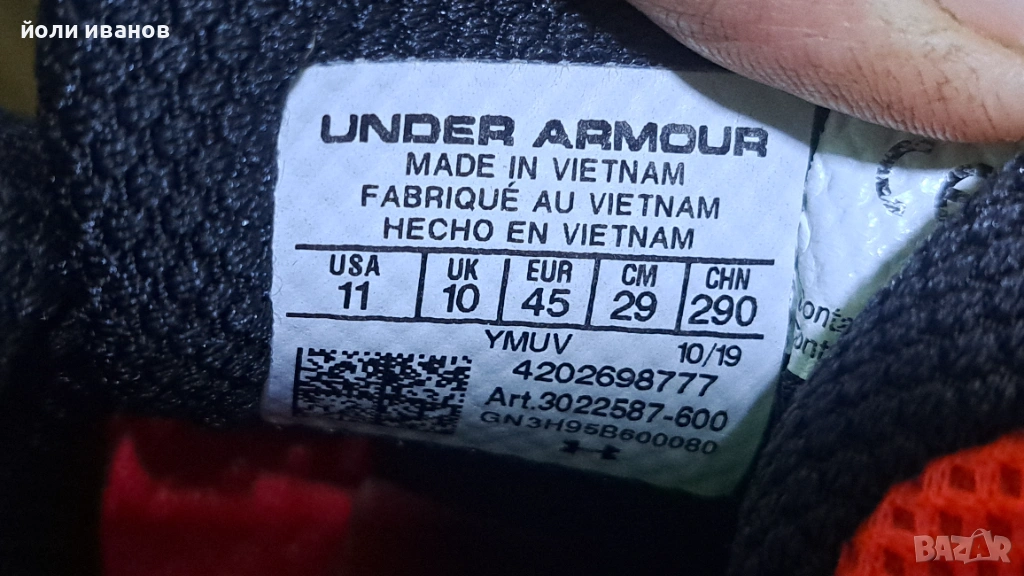 йоли иванов
UNDER ARMOUR
MADE IN VIETNAM
FABRIQUÉ AU VIETNAM
HECHO EN VIETNAM
USA UK EUR CM CHN
11 10 45 29 290
YMUV 10/19
4202698777
Art.3022587-600
GN3H95B600080
BAZAR